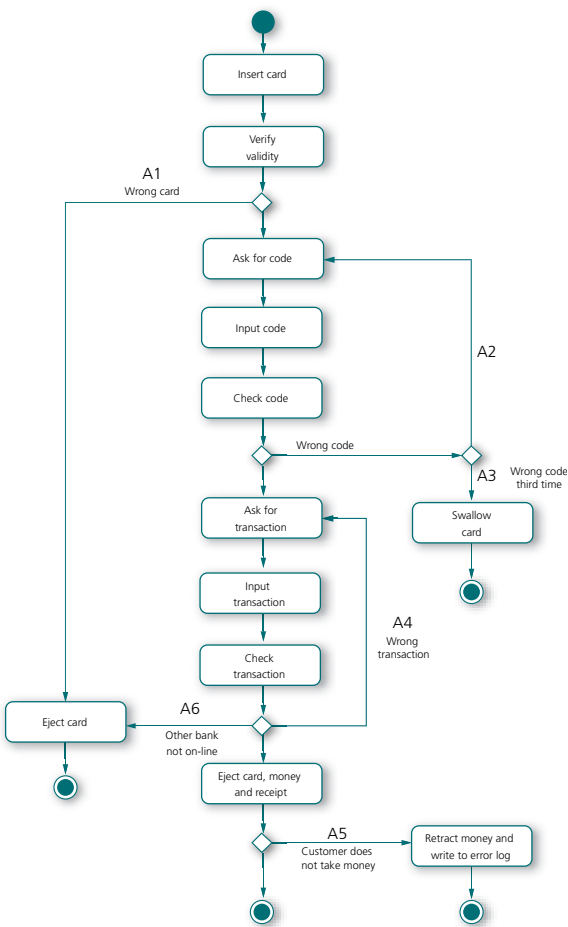 Insert card
Verify
validity
A1
Wrong card
Ask for code
Input code
A2
Check code
Wrong code
A3
Wrong code
third time
Ask for
transaction
Swallow
card
Input
transaction
A4
Wrong
transaction
Check
transaction
A6
Eject card
Other bank
not on-line
Eject card, money
and receipt
A5
Customer does
not take money
Retract money and
write to error log